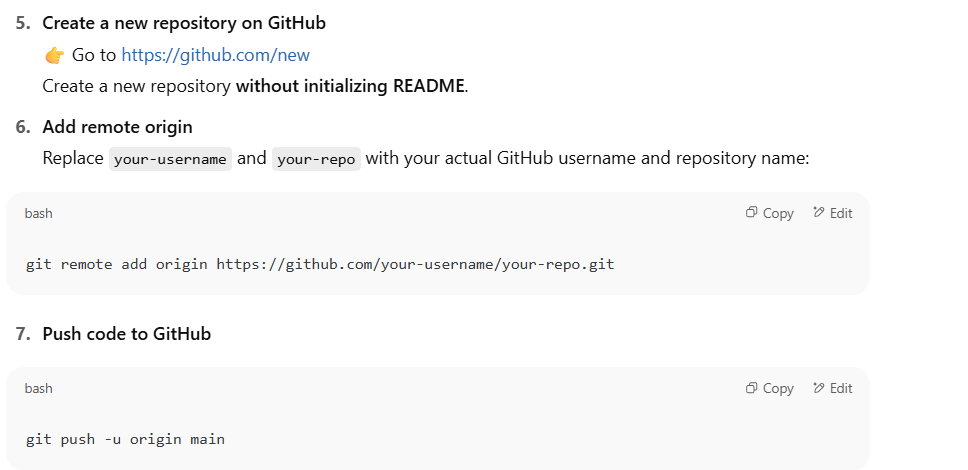 5. Create a new repository on GitHub
👉 Go to https://github.com/new
Create a new repository without initializing README.
6. Add remote origin
Replace your-username and your-repo with your actual GitHub username and repository name:
bash Copy Edit
git remote add origin https://github.com/your-username/your-repo.git
7. Push code to GitHub
bash Copy Edit
git push -u origin main